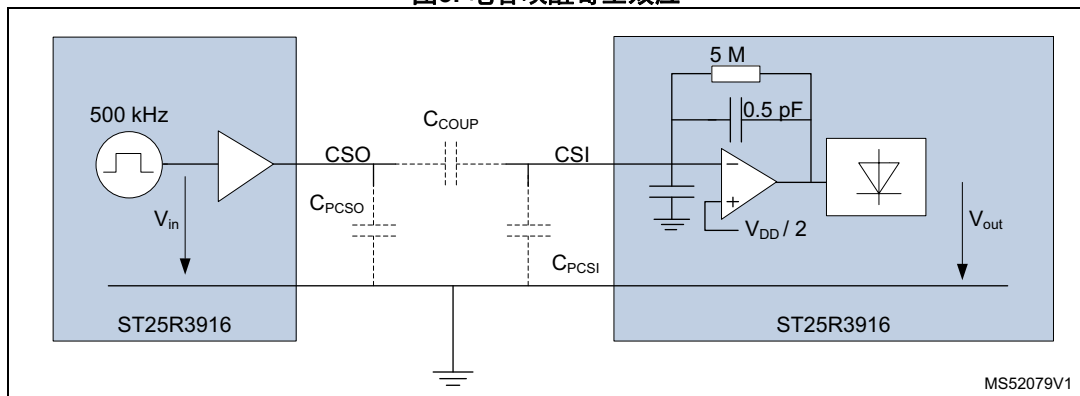 5 M
500 kHz
C_COUP
0.5 pF
CSO
CSI
C_PCSO
V_in
V_DD / 2
V_out
C_PCSI
ST25R3916
ST25R3916
MS52079V1